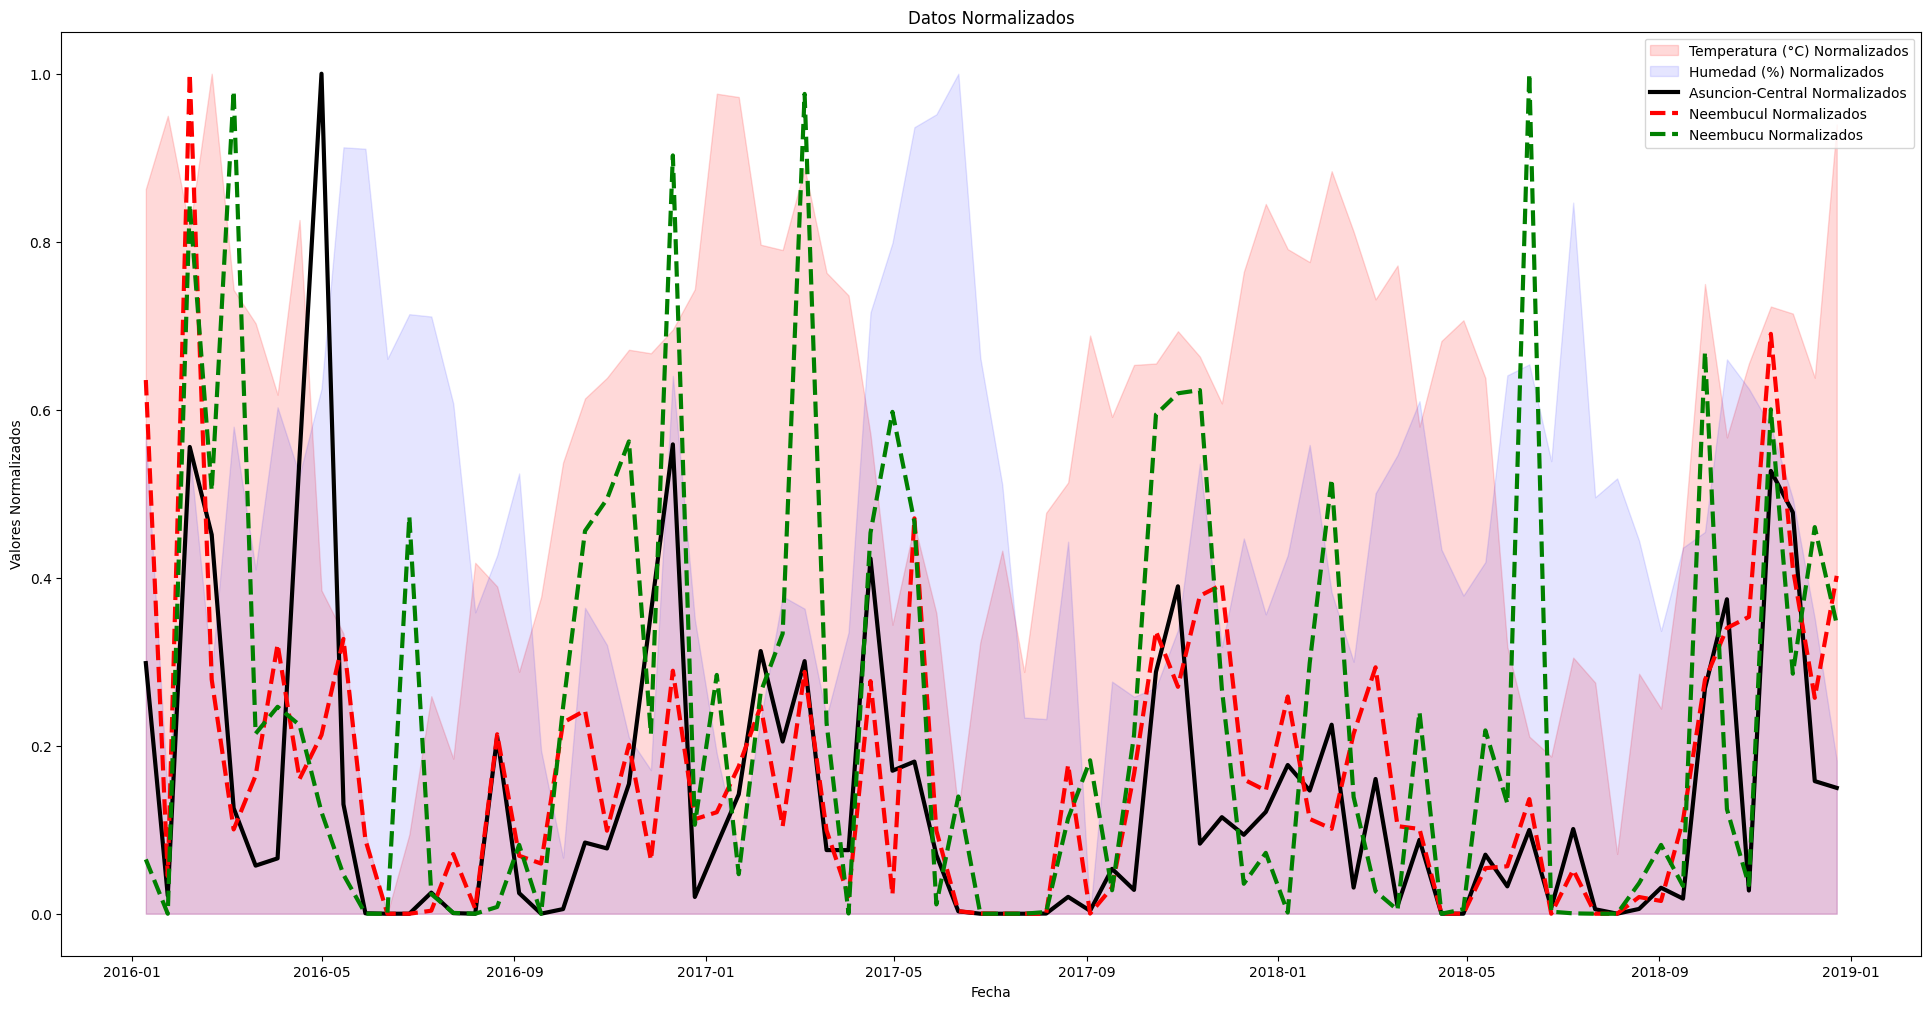 Datos Normalizados
Temperatura (°C) Normalizados
Humedad (%) Normalizados
Asuncion-Central Normalizados
Neembucul Normalizados
Neembucu Normalizados
Valores Normalizados
1.0
0.8
0.6
0.4
0.2
0.0
2016-01
2016-05
2016-09
2017-01
2017-05
2017-09
2018-01
2018-05
2018-09
2019-01
Fecha